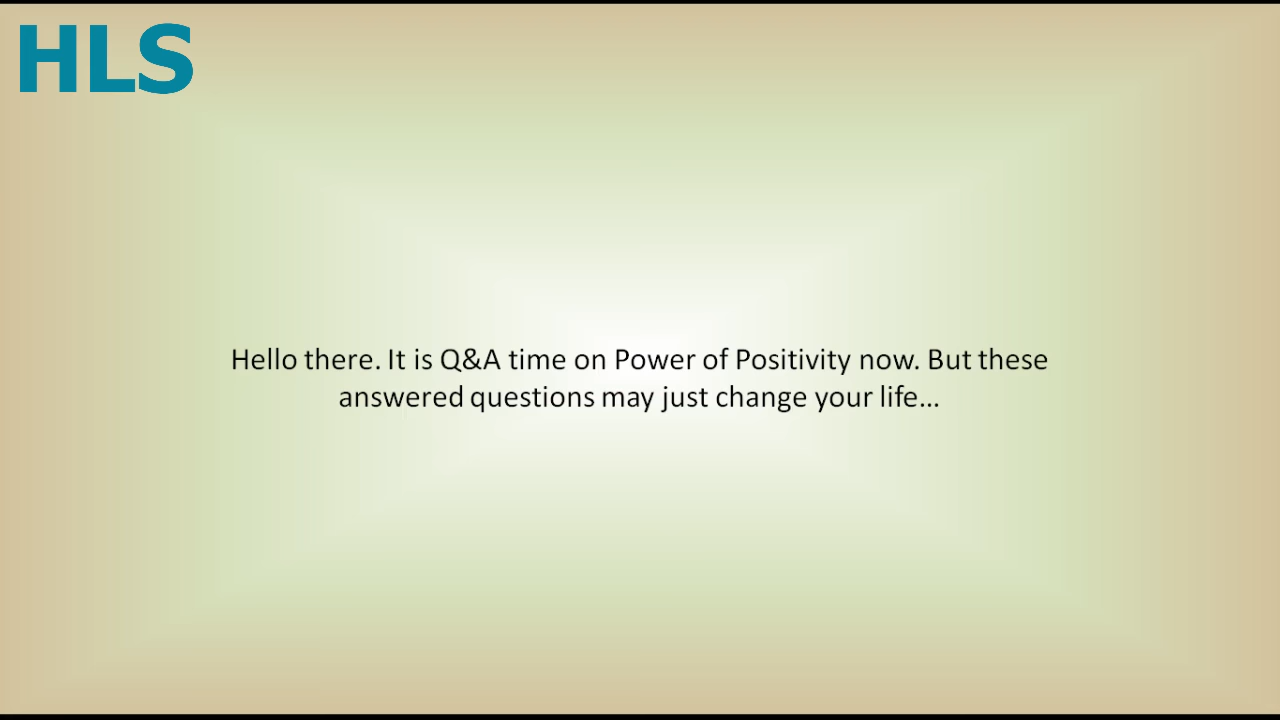 HLS
Hello there. It is Q&A time on Power of Positivity now. But these
answered questions may just change your life...